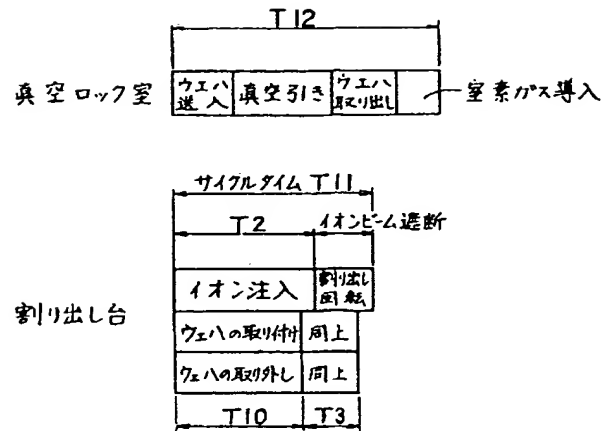 T12
真空ロック室
ウエハ送入
真空引き
ウエハ取り出し
窒素ガス導入
サイクルタイム T11
T2
イオンビーム遮断
割り出し台
イオン注入
割り出し回転
ウェハの取り付け
同上
ウェハの取り外し
同上
T10
T3